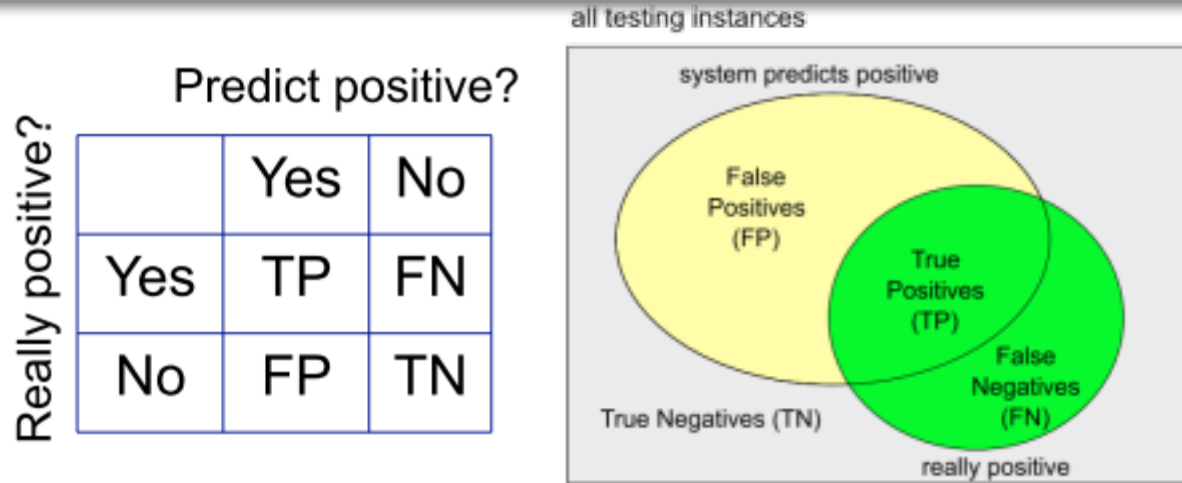 Predict positive?
Really positive?
Yes No
Yes TP FN
No FP TN
all testing instances
system predicts positive
False
Positives
(FP)
True
Positives
(TP)
False
Negatives
(FN)
True Negatives (TN)
really positive